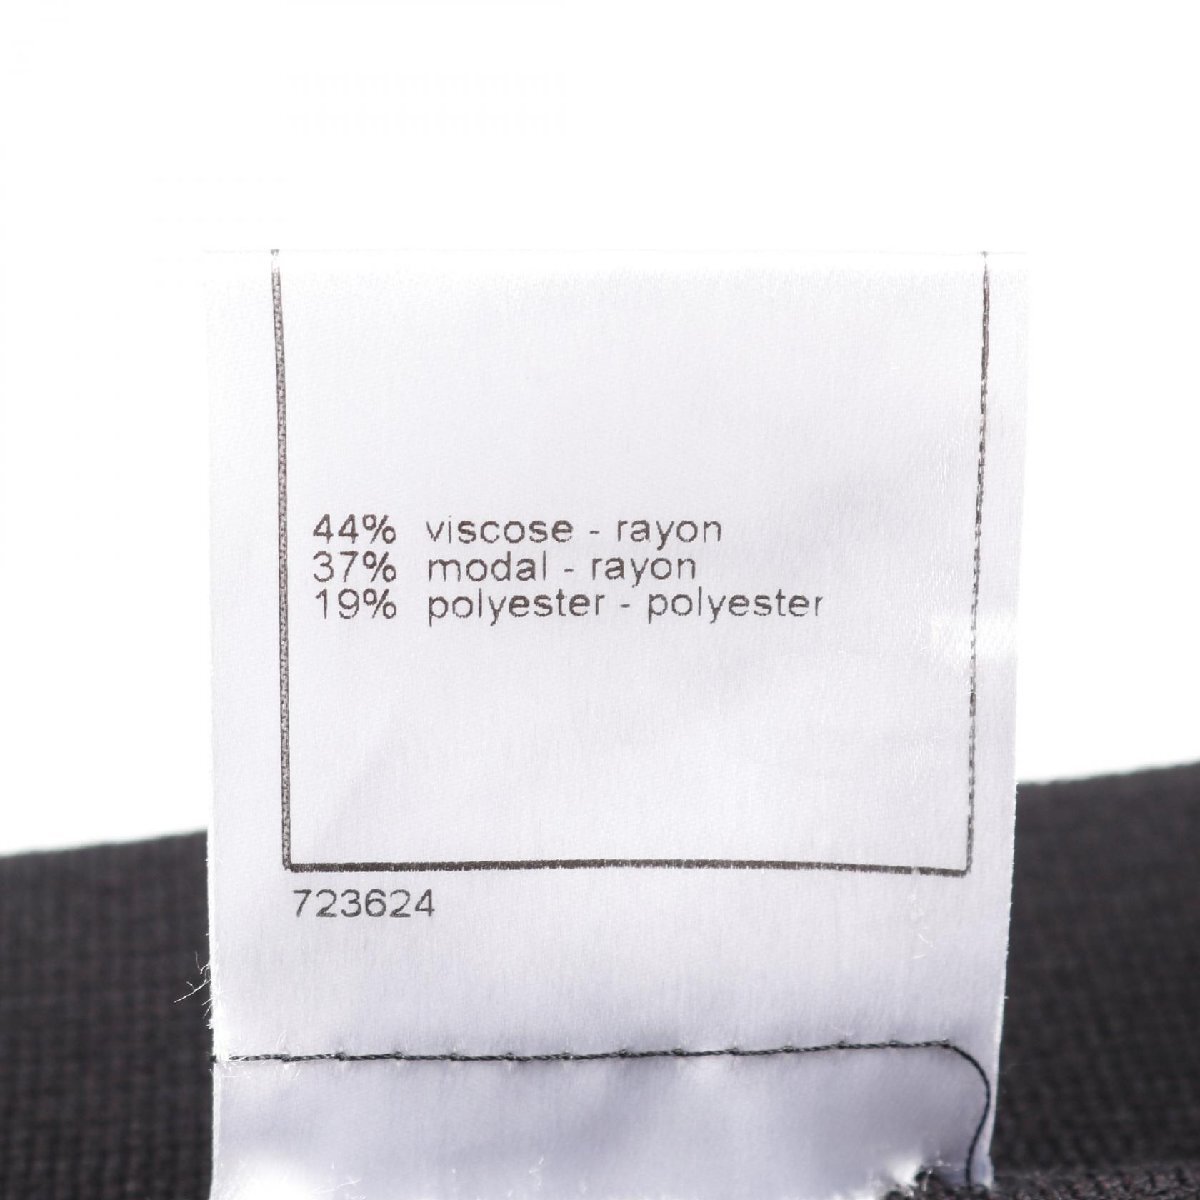 44% viscose - rayon
37% modal - rayon
19% polyester - polyester
723624